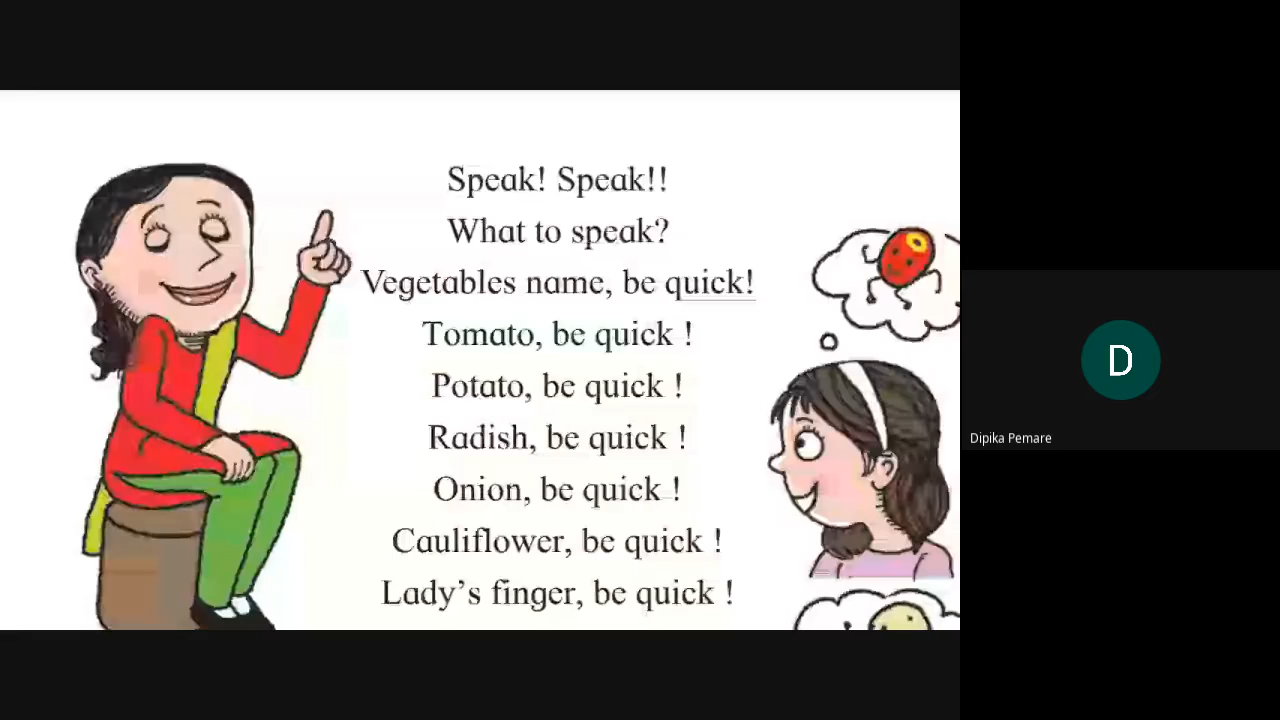 Speak! Speak!!
What to speak?
Vegetables name, be quick!
Tomato, be quick !
Potato, be quick !
Radish, be quick !
Onion, be quick !
Cauliflower, be quick !
Lady’s finger, be quick !
D
Dipika Pemare